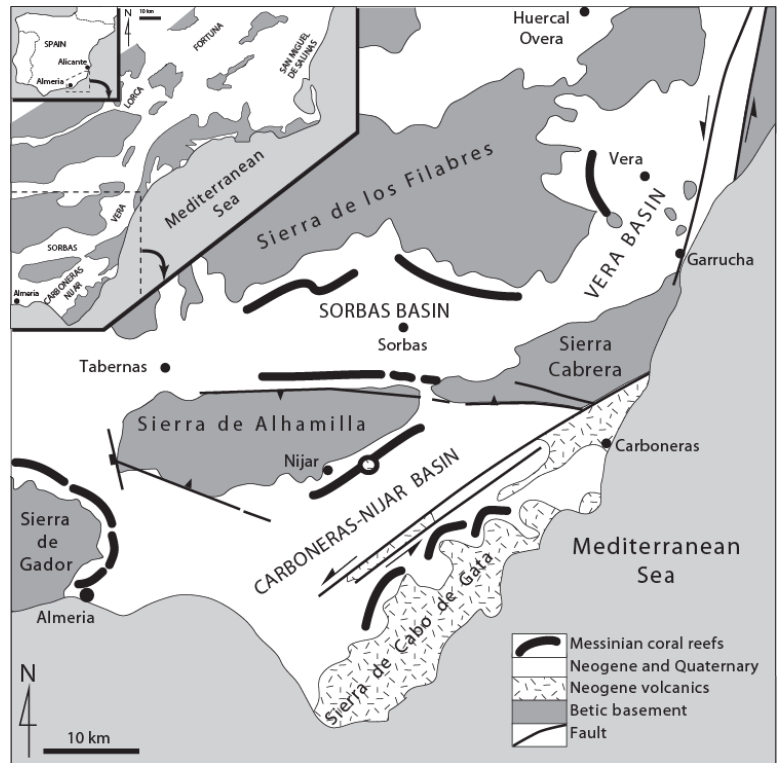 SPAIN
Alicante
Almeria
N
10 km
FORTUNA
SAN MIGUEL
DE SALINAS
LORCA
VERA
SORBAS
CARBONERAS
NIJAR
Almeria
Mediterranean
Sea
Huercal
Overa
Sierra de los Filabres
Vera
VERA BASIN
Garrucha
SORBAS BASIN
Sorbas
Tabernas
Sierra
Cabrera
Sierra de Alhamilla
Carboneras
Nijar
CARBONERAS-NIJAR BASIN
Sierra
de
Gador
Almeria
Mediterranean
Sea
Sierra de Cabo de Gata
N
10 km
Messinian coral reefs
Neogene and Quaternary
Neogene volcanics
Betic basement
Fault